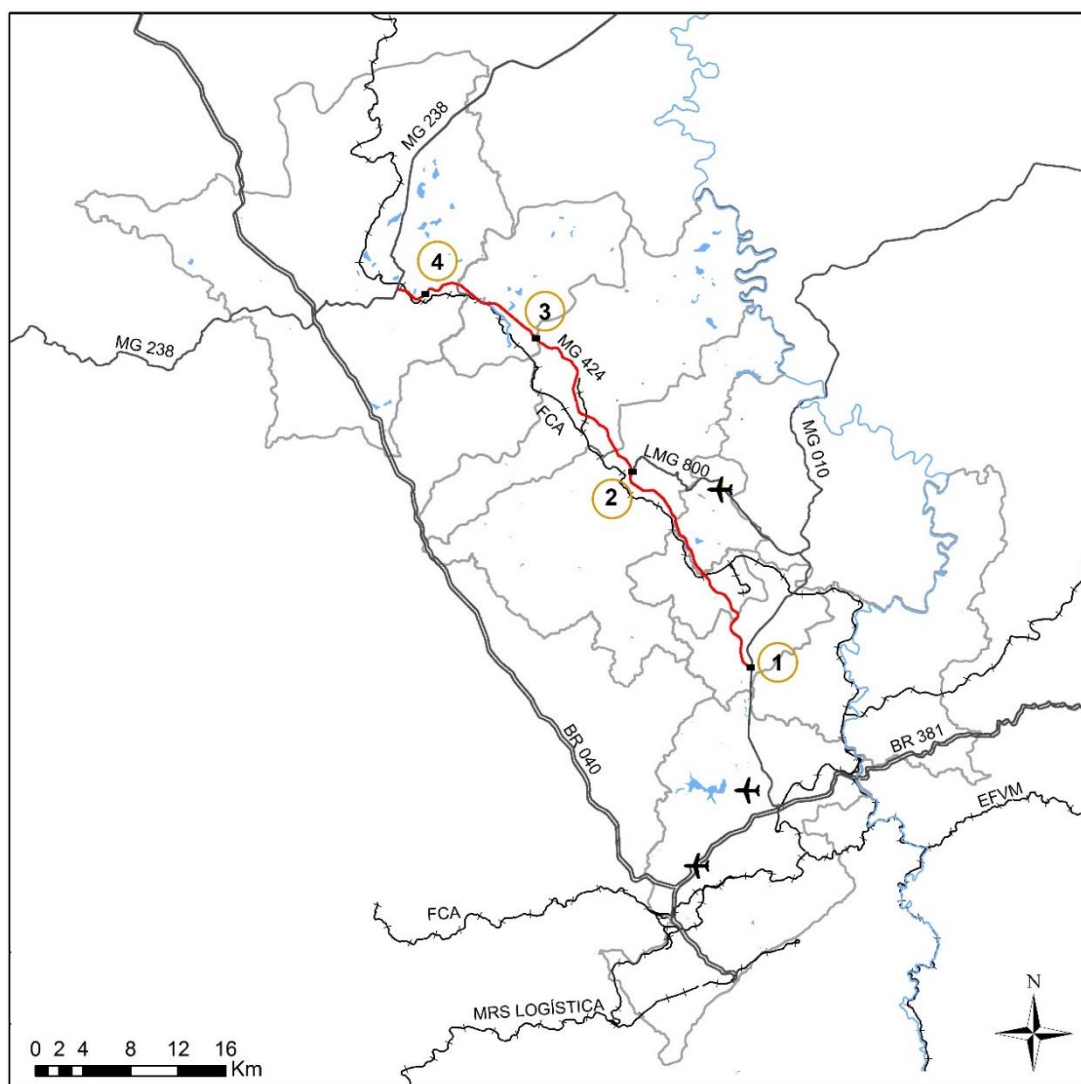 MG 238
4
3
MG 238
MG 424
FCA
MG 010
LMG 800
2
1
BR 040
BR 381
EFVM
FCA
MRS LOGÍSTICA
N
0 2 4 8 12 16
Km